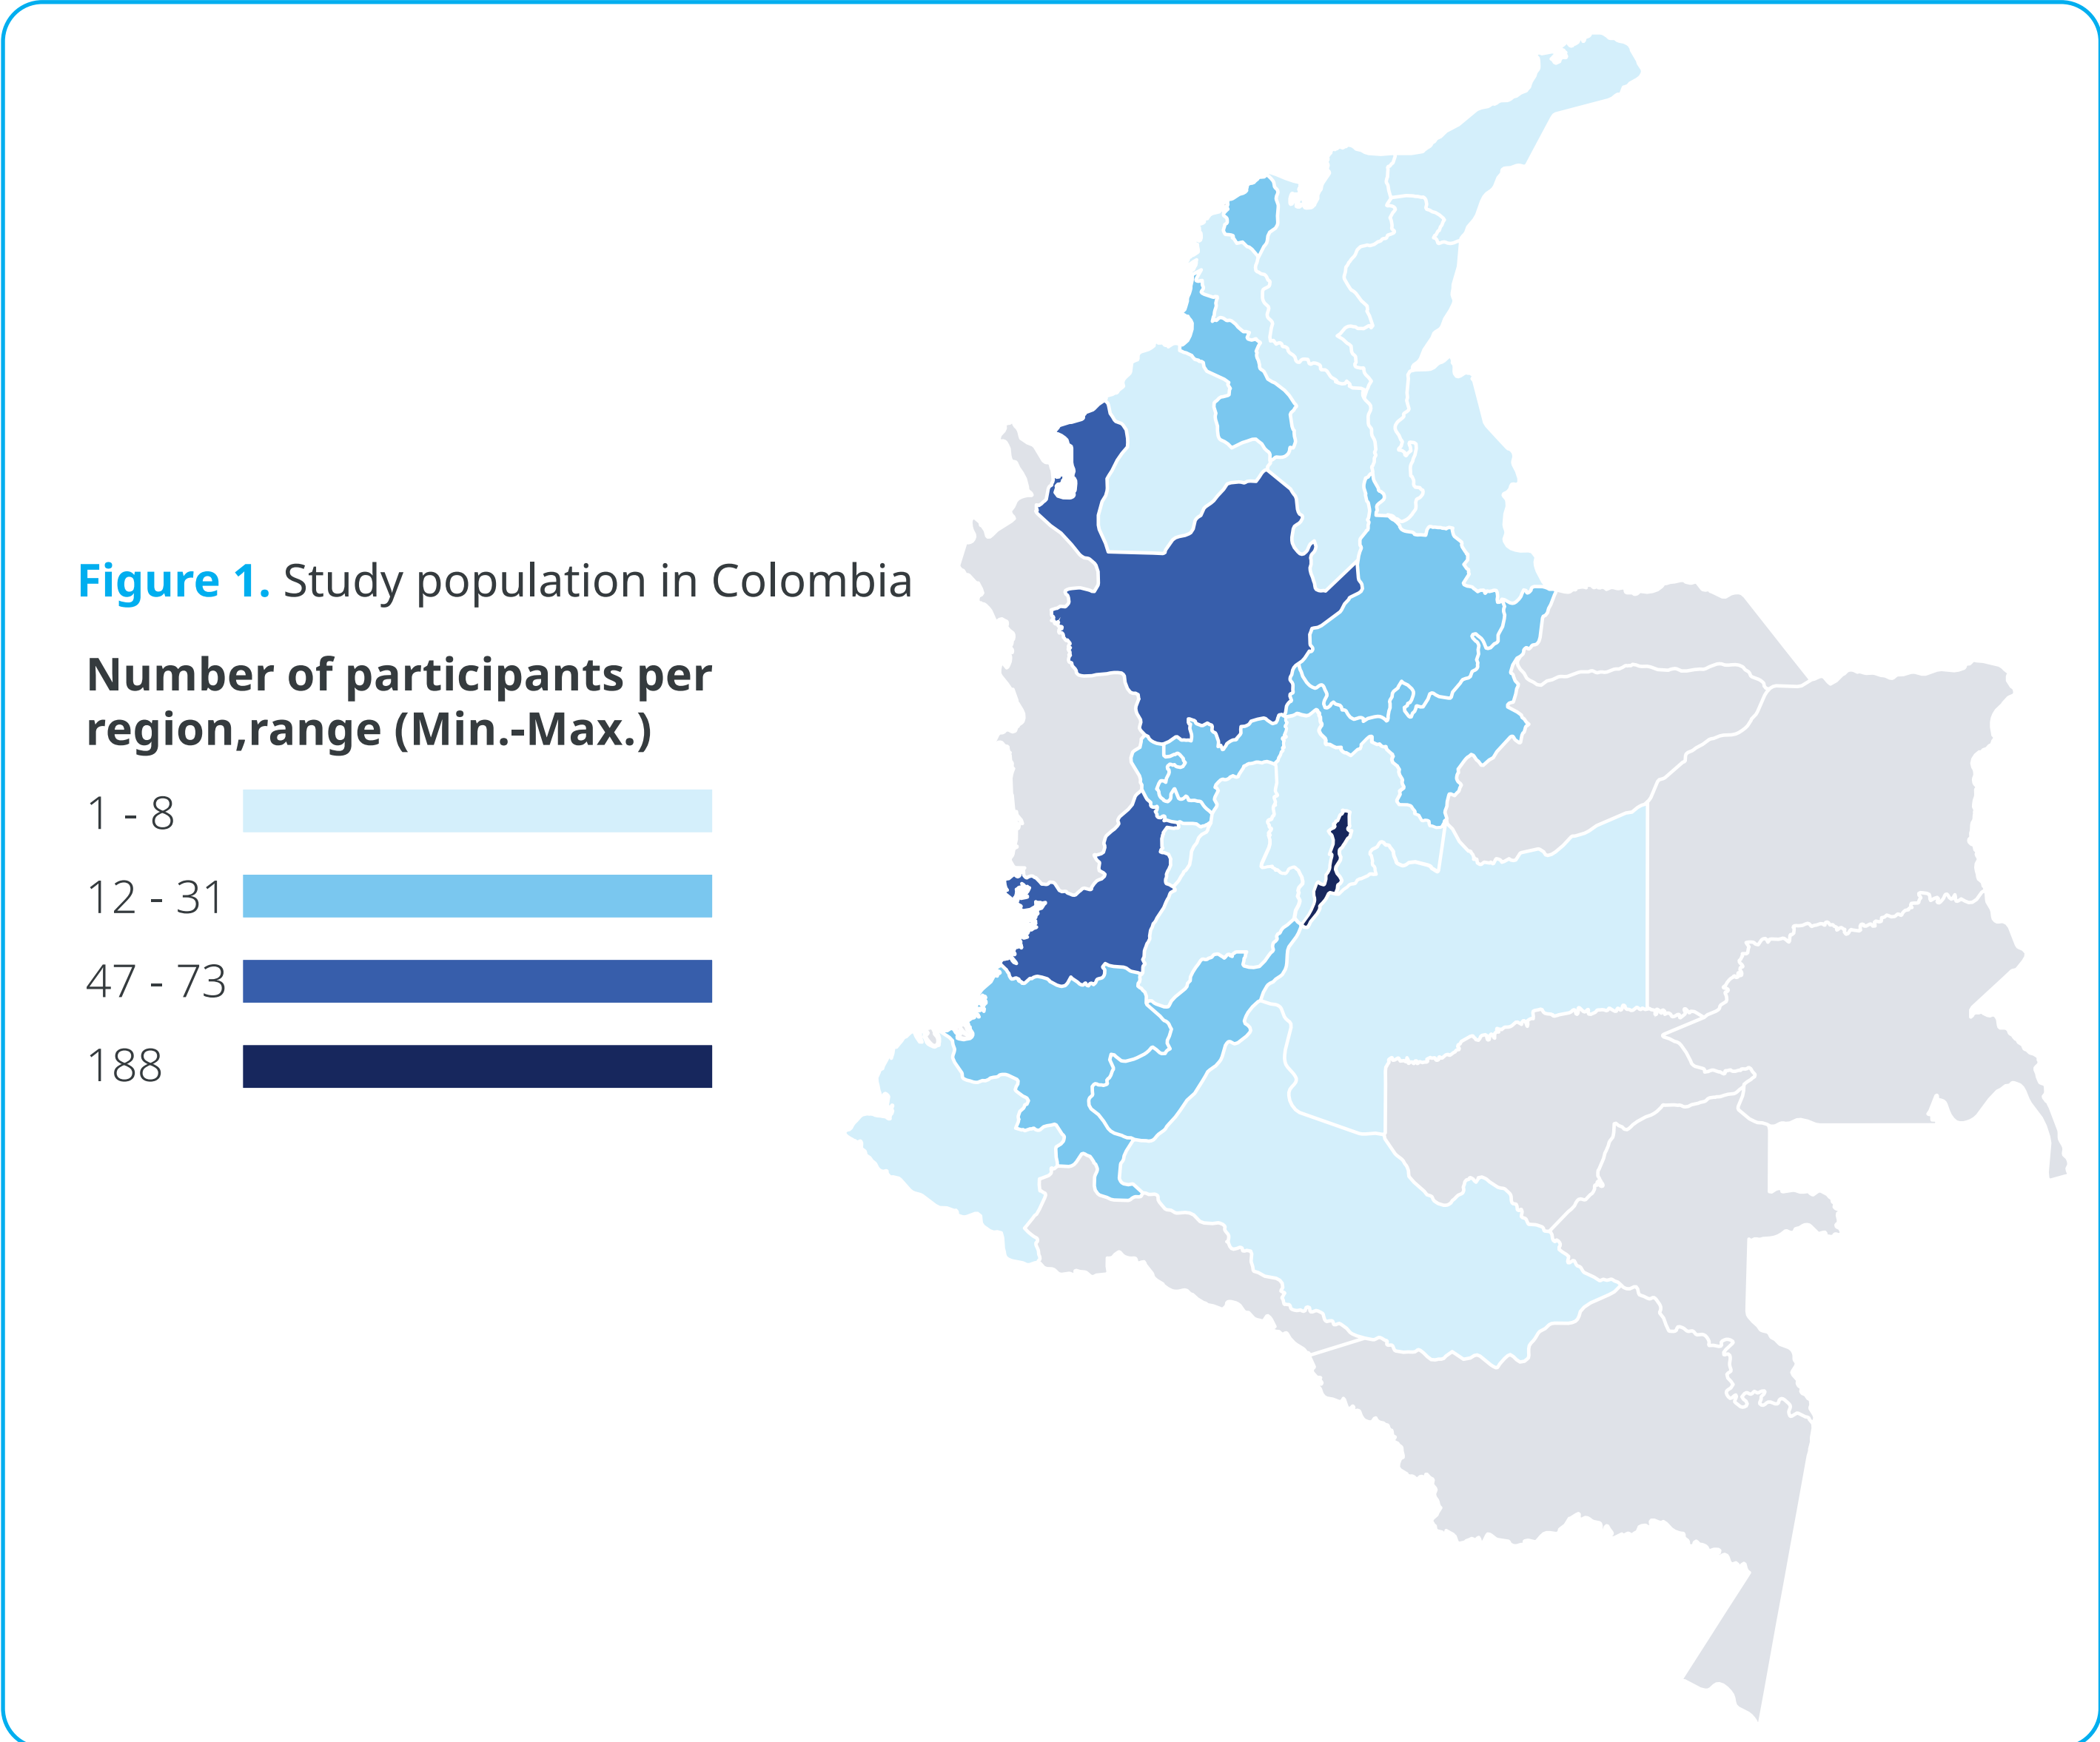 Figure 1. Study population in Colombia
Number of participants per
region,range (Min.-Max.)
1 - 8
12 - 31
47 - 73
188